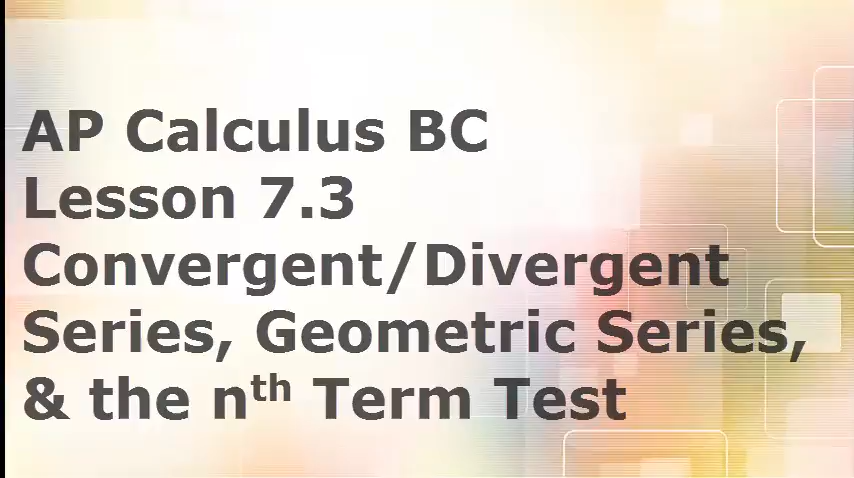 AP Calculus BC
Lesson 7.3
Convergent/Divergent
Series, Geometric Series,
& the nth Term Test